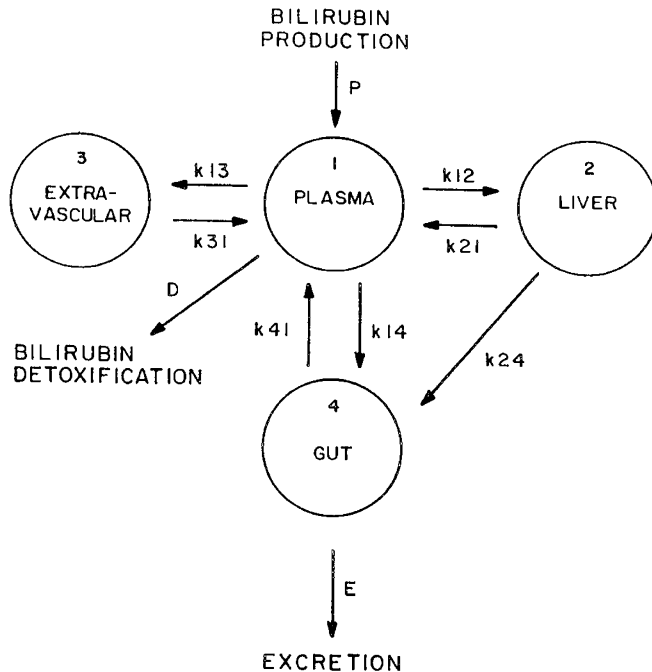 BILIRUBIN
PRODUCTION
P
3
EXTRA-
VASCULAR
k13
k31
1
PLASMA
k12
k21
2
LIVER
D
BILIRUBIN
DETOXIFICATION
k41
k14
k24
4
GUT
E
EXCRETION